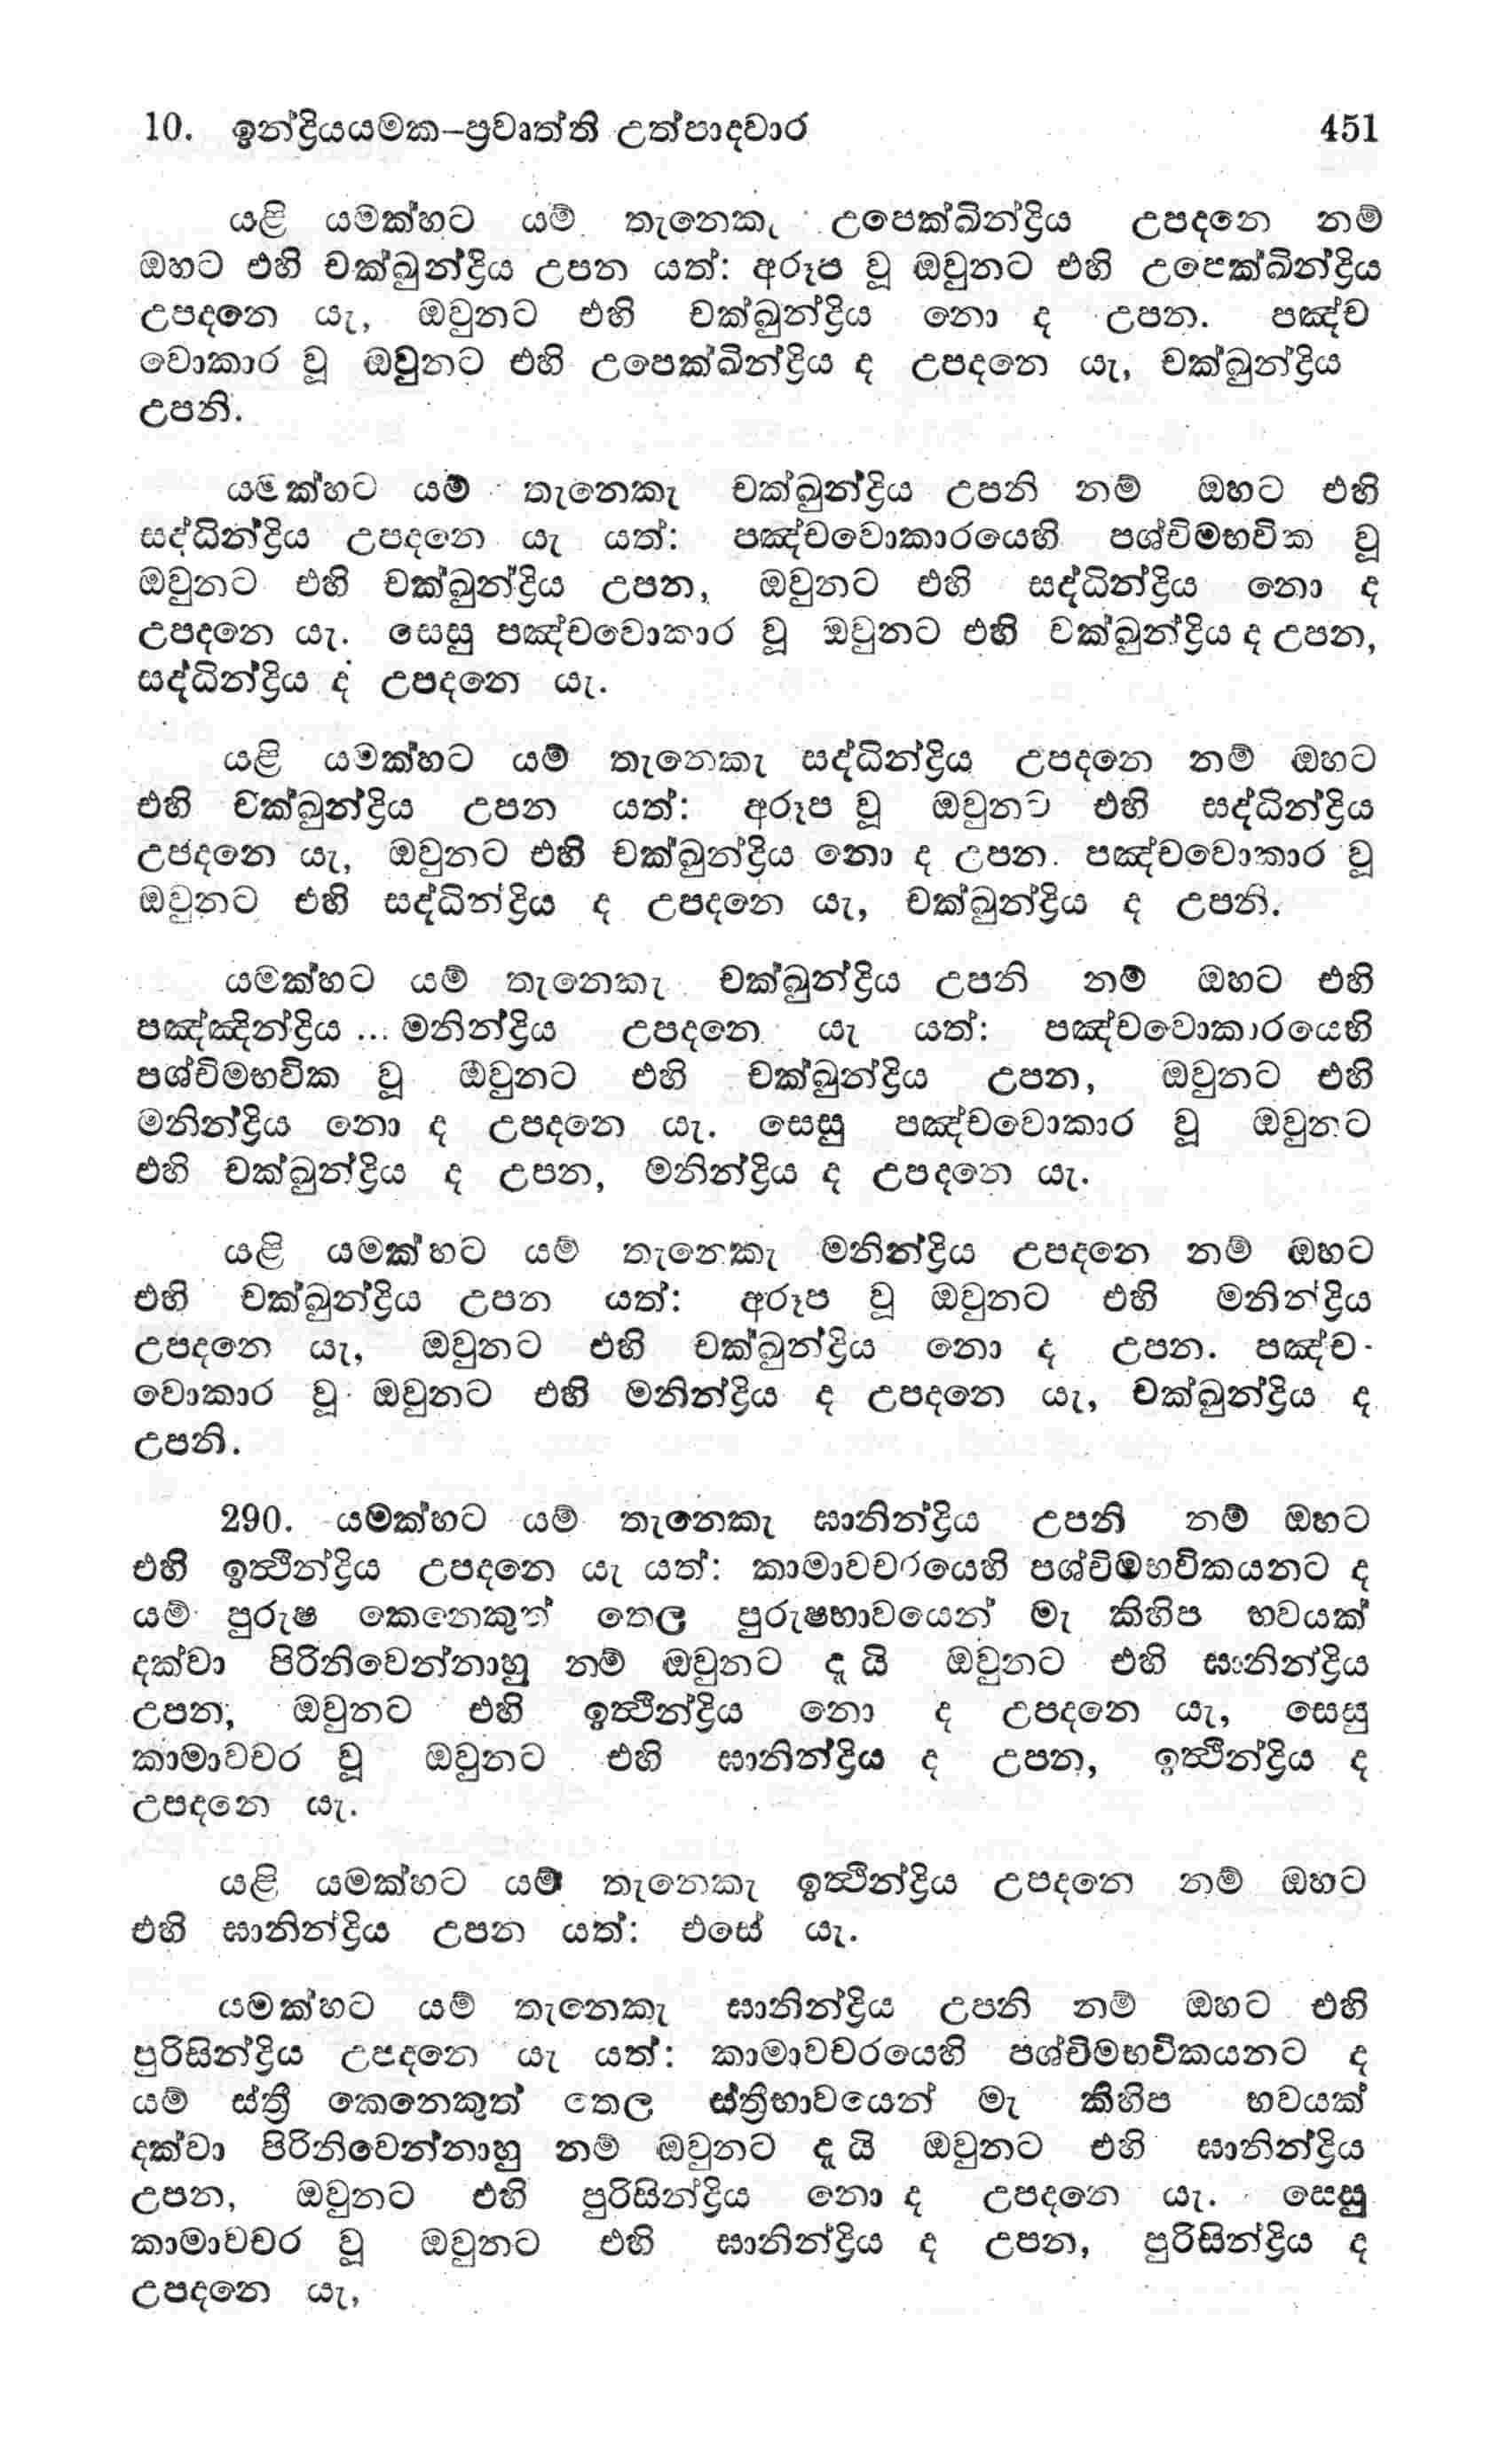 10. ඉන්ද්‍රියයමක–ප්‍රවෘත්ති උත්පාදවාර 451
යළි යමක්හට යම් තැනෙකැ උපෙක්ඛින්ද්‍රිය උපදනෙ නම්
ඔහට එහි චක්ඛුන්ද්‍රිය උපන යත්: අරූප වූ ඔවුනට එහි උපෙක්ඛින්ද්‍රිය
උපදනෙ යැ, ඔවුනට එහි චක්ඛුන්ද්‍රිය නො ද උපන. පඤ්ච
වොකාර වූ ඔවුනට එහි උපෙක්ඛින්ද්‍රිය ද උපදනෙ යැ, චක්ඛුන්ද්‍රිය
උපනි.
යමක්හට යම් තැනෙකැ චක්ඛුන්ද්‍රිය උපනි නම් ඔහට එහි
සද්ධින්ද්‍රිය උපදනෙ යැ යත්: පඤ්චවොකාරයෙහි පශ්චිමභවික වූ
ඔවුනට එහි චක්ඛුන්ද්‍රිය උපන, ඔවුනට එහි සද්ධින්ද්‍රිය නො ද
උපදනෙ යැ. සෙසු පඤ්චවොකාර වූ ඔවුනට එහි චක්ඛුන්ද්‍රිය ද උපන,
සද්ධින්ද්‍රිය ද උපදනෙ යැ.
යළි යමක්හට යම් තැනෙකැ සද්ධින්ද්‍රිය උපදනෙ නම් ඔහට
එහි චක්ඛුන්ද්‍රිය උපන යත්: අරූප වූ ඔවුනට එහි සද්ධින්ද්‍රිය
උපදනෙ යැ, ඔවුනට එහි චක්ඛුන්ද්‍රිය නො ද උපන. පඤ්චවොකාර වූ
ඔවුනට එහි සද්ධින්ද්‍රිය ද උපදනෙ යැ, චක්ඛුන්ද්‍රිය ද උපනි.
යමක්හට යම් තැනෙකැ චක්ඛුන්ද්‍රිය උපනි නම් ඔහට එහි
පඤ්ඤින්ද්‍රිය ... මනින්ද්‍රිය උපදනෙ යැ යත්: පඤ්චවොකාරයෙහි
පශ්චිමභවික වූ ඔවුනට එහි චක්ඛුන්ද්‍රිය උපන, ඔවුනට එහි
මනින්ද්‍රිය නො ද උපදනෙ යැ. සෙසු පඤ්චවොකාර වූ ඔවුනට
එහි චක්ඛුන්ද්‍රිය ද උපන, මනින්ද්‍රිය ද උපදනෙ යැ.
යළි යමක්හට යම් තැනෙකැ මනින්ද්‍රිය උපදනෙ නම් ඔහට
එහි චක්ඛුන්ද්‍රිය උපන යත්: අරූප වූ ඔවුනට එහි මනින්ද්‍රිය
උපදනෙ යැ, ඔවුනට එහි චක්ඛුන්ද්‍රිය නො ද උපන. පඤ්ච-
වොකාර වූ ඔවුනට එහි මනින්ද්‍රිය ද උපදනෙ යැ, චක්ඛුන්ද්‍රිය ද
උපනි.
290. යමක්හට යම් තැනෙකැ ඝානින්ද්‍රිය උපනි නම් ඔහට
එහි ඉත්‍ථින්ද්‍රිය උපදනෙ යැ යත්: කාමාවචරයෙහි පශ්චිමභවිකයනට ද
යම් පුරුෂ කෙනෙකුත් තෙල පුරුෂභාවයෙන් මැ කිහිප භවයක්
දක්වා පිරිනිවෙන්නාහු නම් ඔවුනට දු යි ඔවුනට එහි ඝානින්ද්‍රිය
උපන, ඔවුනට එහි ඉත්‍ථින්ද්‍රිය නො ද උපදනෙ යැ, සෙසු
කාමාවචර වූ ඔවුනට එහි ඝානින්ද්‍රිය ද උපන, ඉත්‍ථින්ද්‍රිය ද
උපදනෙ යැ.
යළි යමක්හට යම් තැනෙකැ ඉත්‍ථින්ද්‍රිය උපදනෙ නම් ඔහට
එහි ඝානින්ද්‍රිය උපන යත්: එසේ යැ.
යමක්හට යම් තැනෙකැ ඝානින්ද්‍රිය උපනි නම් ඔහට එහි
පුරිසින්ද්‍රිය උපදනෙ යැ යත්: කාමාවචරයෙහි පශ්චිමභවිකයනට ද
යම් ස්ත්‍රී කෙනෙකුත් තෙල ස්ත්‍රීභාවයෙන් මැ කිහිප භවයක්
දක්වා පිරිනිවෙන්නාහු නම් ඔවුනට දු යි ඔවුනට එහි ඝානින්ද්‍රිය
උපන, ඔවුනට එහි පුරිසින්ද්‍රිය නො ද උපදනෙ යැ. සෙසු
කාමාවචර වූ ඔවුනට එහි ඝානින්ද්‍රිය ද උපන, පුරිසින්ද්‍රිය ද
උපදනෙ යැ,